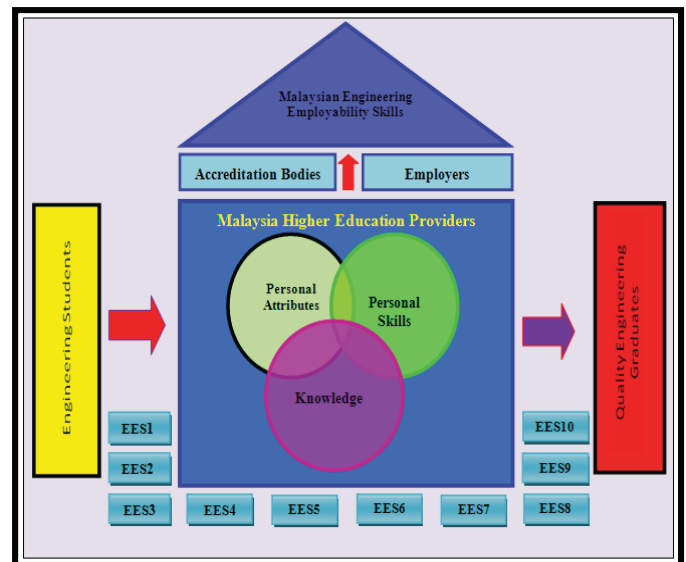 Malaysian Engineering
Employability Skills
Accreditation Bodies
Employers
Malaysia Higher Education Providers
Engineering Students
Personal
Attributes
Personal
Skills
Knowledge
Quality Engineering
Graduates
EES1
EES2
EES3
EES4
EES5
EES6
EES7
EES8
EES9
EES10